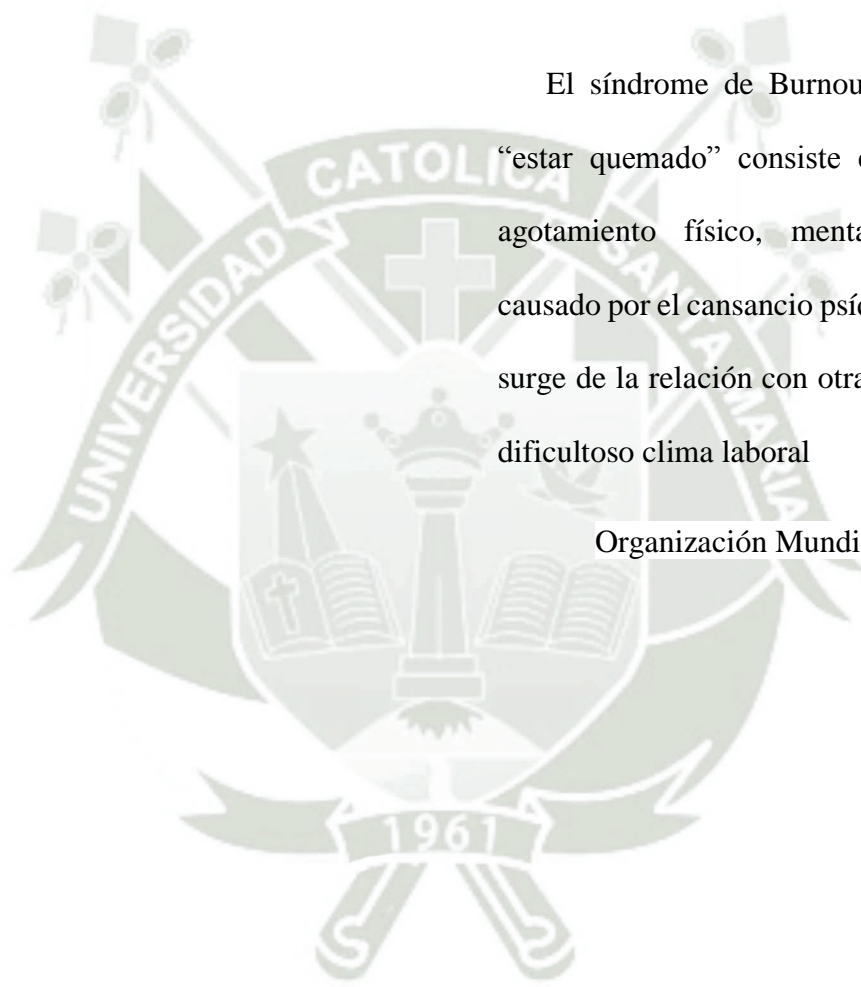 El síndrome de Burnou
“estar quemado” consiste
agotamiento físico, menta
causado por el cansancio psí
surge de la relación con otra
dificultoso clima laboral
Organización Mundi
UNIVERSIDAD CATOLICA SANTA MARIA
1961